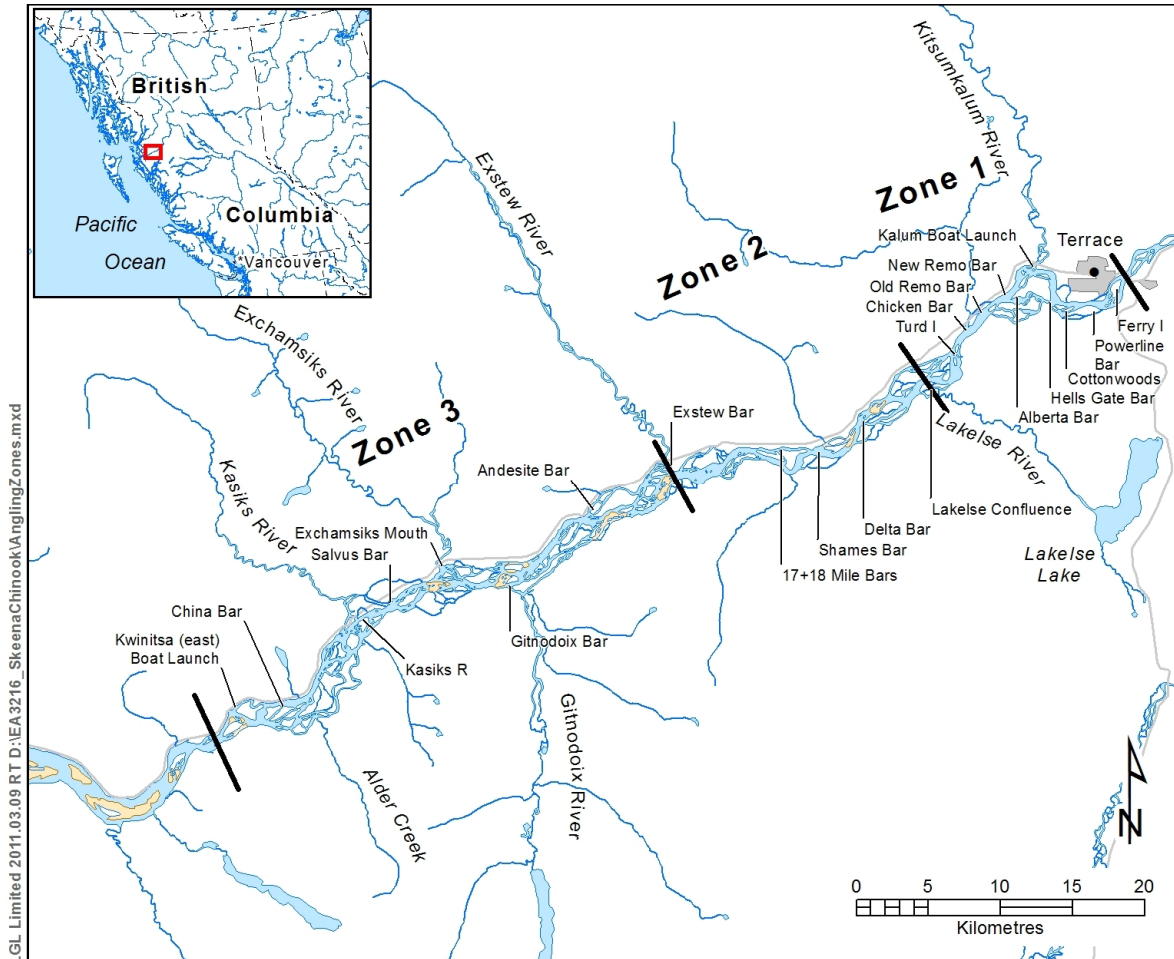 British
Columbia
Pacific
Ocean
*Vancouver
Kitsumkalum River
Exstew River
Zone 1
Zone 2
Kalum Boat Launch
Terrace
New Remo Bar
Old Remo Bar
Chicken Bar
Turd I
Ferry I
Powerline
Bar
Cottonwoods
Hells Gate Bar
Alberta Bar
Exchamsiks River
Zone 3
Exstew Bar
Lakelse River
Kasiks River
Andesite Bar
Lakelse Confluence
Delta Bar
Shames Bar
17+18 Mile Bars
Lakelse
Lake
Exchamsiks Mouth
Salvus Bar
China Bar
Kwinitsa (east)
Boat Launch
Gitnodoix Bar
Kasiks R
Gitnodoix River
Alder Creek
N
0 5 10 15 20
Kilometres
LGL Limited 2011.03.09 RT D:\EA3216_SkeenaChinook\AnglingZones.mxd